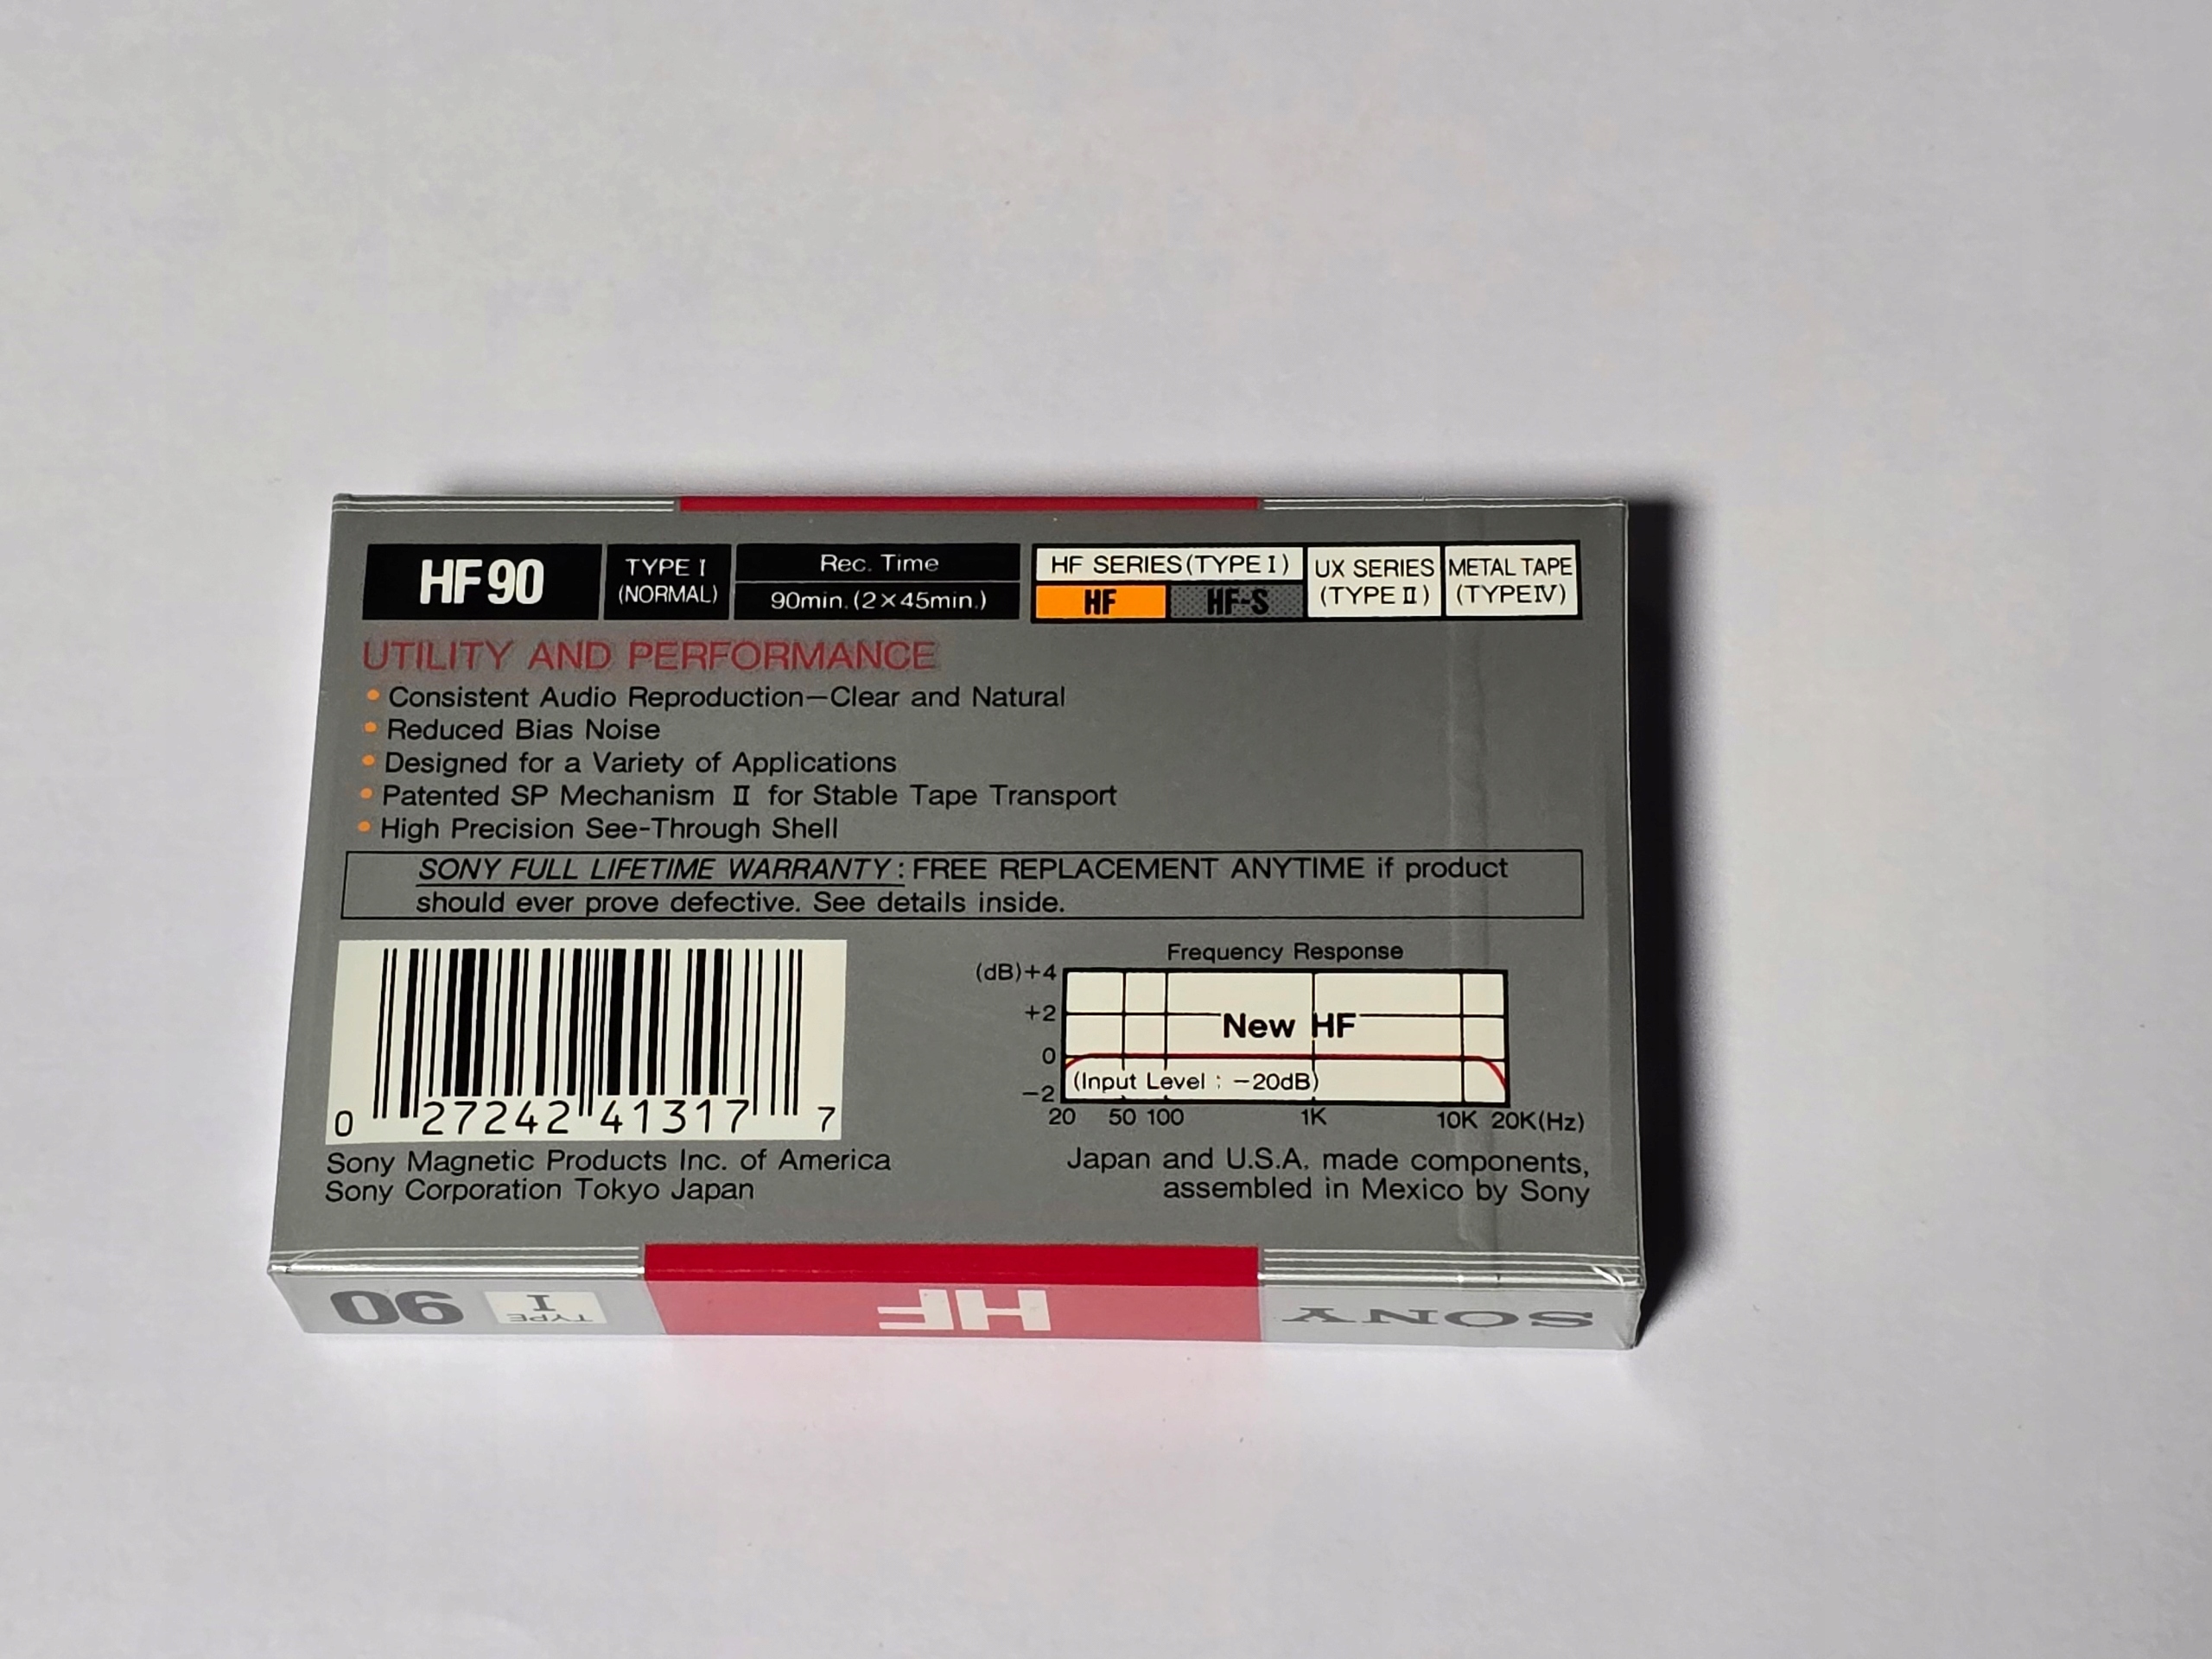 HF 90
TYPE I
(NORMAL)
Rec. Time
90min. (2×45min.)
HF SERIES (TYPE I)
HF HF-S
UX SERIES
(TYPE II)
METAL TAPE
(TYPE IV)
UTILITY AND PERFORMANCE
• Consistent Audio Reproduction—Clear and Natural
• Reduced Bias Noise
• Designed for a Variety of Applications
• Patented SP Mechanism II for Stable Tape Transport
• High Precision See-Through Shell
SONY FULL LIFETIME WARRANTY: FREE REPLACEMENT ANYTIME if product
should ever prove defective. See details inside.
0 27242 41317 7
Sony Magnetic Products Inc. of America
Sony Corporation Tokyo Japan
Frequency Response
(dB)+4
+2
0
−2
New HF
(Input Level : −20dB)
20 50 100 1K 10K 20K(Hz)
Japan and U.S.A. made components,
assembled in Mexico by Sony
SONY
HF
TYPE I
90